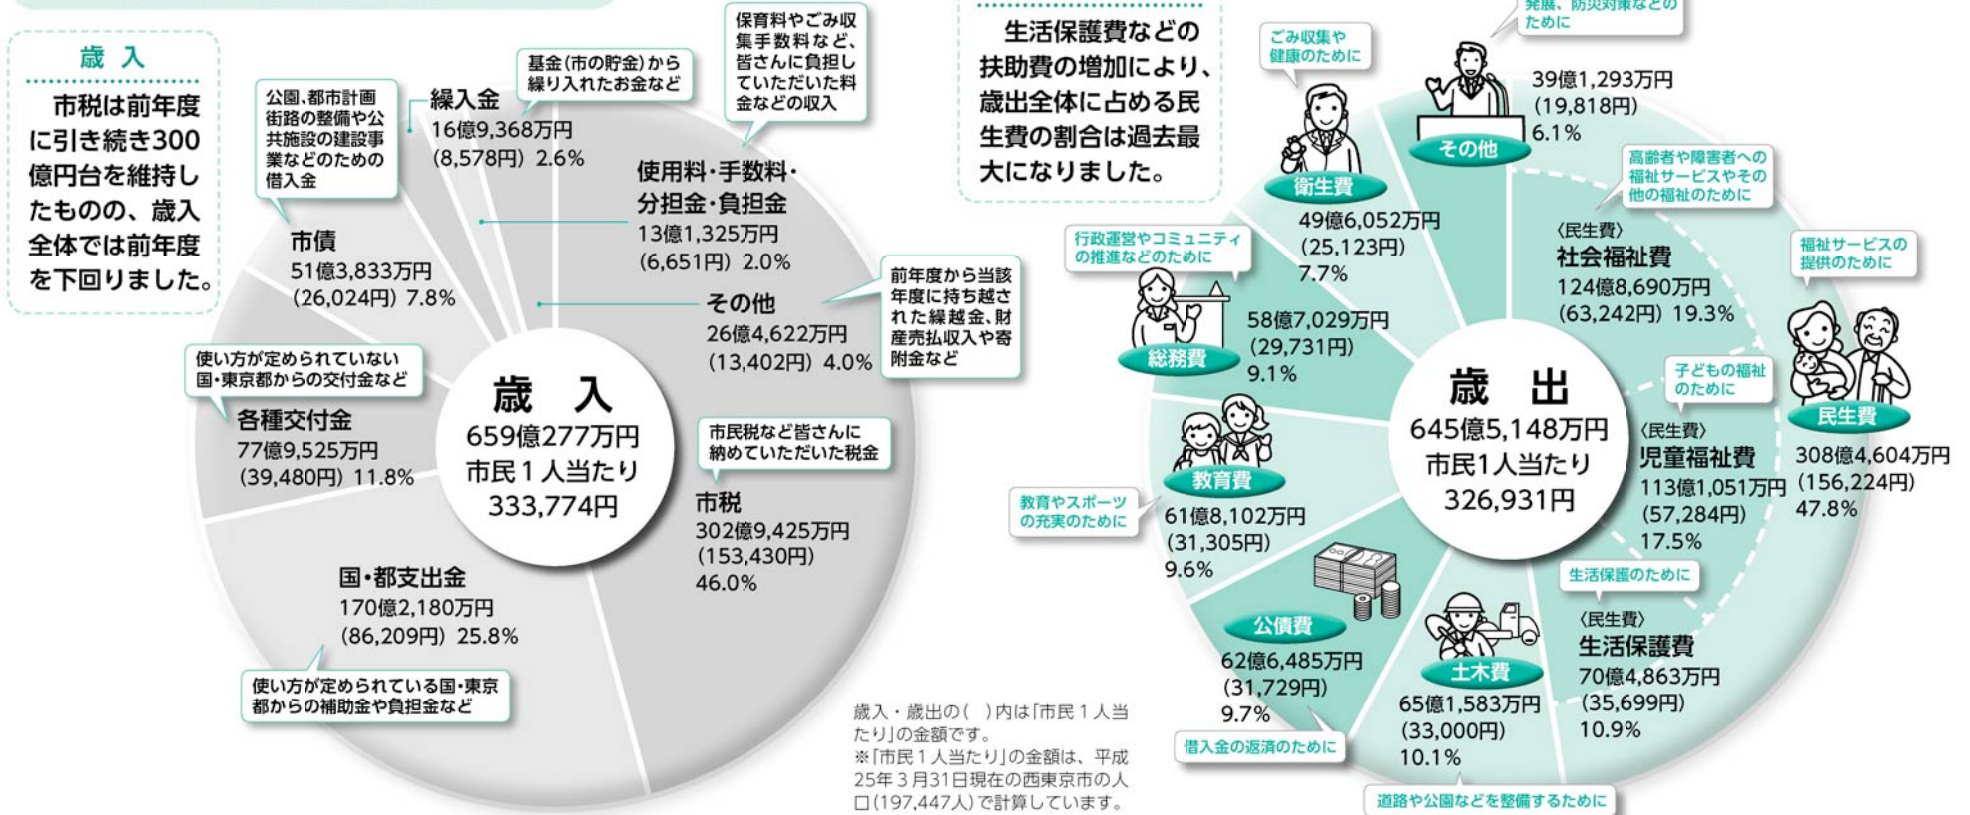 歳入
市税は前年度
に引き続き300
億円台を維持し
たものの、歳入
全体では前年度
を下回りました。
公園、都市計画
街路の整備や公
共施設の建設事
業などのための
借入金
市債
51億3,833万円
(26,024円) 7.8%
繰入金
16億9,368万円
(8,578円) 2.6%
基金(市の貯金)から
繰り入れたお金など
保育料やごみ収
集手数料など、
皆さんに負担し
ていただいた料
金などの収入
使用料・手数料・
分担金・負担金
13億1,325万円
(6,651円) 2.0%
その他
26億4,622万円
(13,402円) 4.0%
前年度から当該
年度に持ち越さ
れた繰越金、財
産売払収入や寄
附金など
使い方が定められていない
国・東京都からの交付金など
各種交付金
77億9,525万円
(39,480円) 11.8%
歳入
659億277万円
市民1人当たり
333,774円
市民税など皆さんに
納めていただいた税金
市税
302億9,425万円
(153,430円)
46.0%
国・都支出金
170億2,180万円
(86,209円) 25.8%
使い方が定められている国・東京
都からの補助金や負担金など
歳入・歳出の( )内は「市民1人当
たり」の金額です。
※「市民1人当たり」の金額は、平成
25年3月31日現在の西東京市の人
口(197,447人)で計算しています。
生活保護費などの
扶助費の増加により、
歳出全体に占める民
生費の割合は過去最
大になりました。
発展、防災対策などの
ために
その他
39億1,293万円
(19,818円)
6.1%
ごみ収集や
健康のために
衛生費
49億6,052万円
(25,123円)
7.7%
行政運営やコミュニティ
の推進などのために
総務費
58億7,029万円
(29,731円)
9.1%
教育費
教育やスポーツ
の充実のために
61億8,102万円
(31,305円)
9.6%
公債費
62億6,485万円
(31,729円)
9.7%
借入金の返済のために
土木費
65億1,583万円
(33,000円)
10.1%
道路や公園などを整備するために
歳出
645億5,148万円
市民1人当たり
326,931円
高齢者や障害者への
福祉サービスやその
他の福祉のために
〈民生費〉
社会福祉費
124億8,690万円
(63,242円) 19.3%
福祉サービスの
提供のために
民生費
308億4,604万円
(156,224円)
47.8%
子どもの福祉
のために
〈民生費〉
児童福祉費
113億1,051万円
(57,284円)
17.5%
生活保護のために
〈民生費〉
生活保護費
70億4,863万円
(35,699円)
10.9%